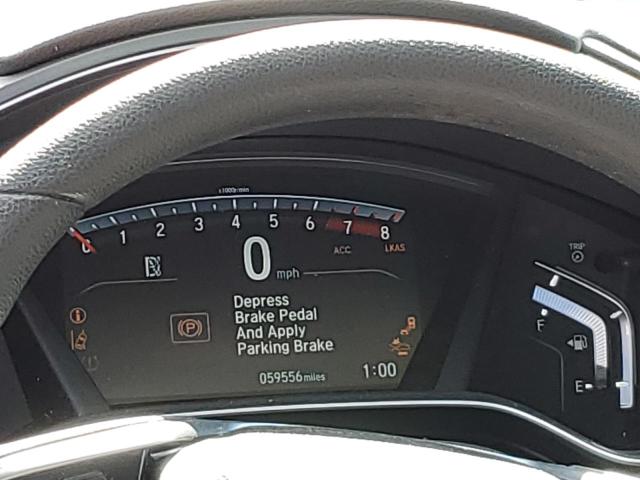 x1000r/min
0 1 2 3 4 5 6 7 8
ACC LKAS
0 mph
Depress
Brake Pedal
And Apply
Parking Brake
P
059556 miles
1:00
TRIP
F
E